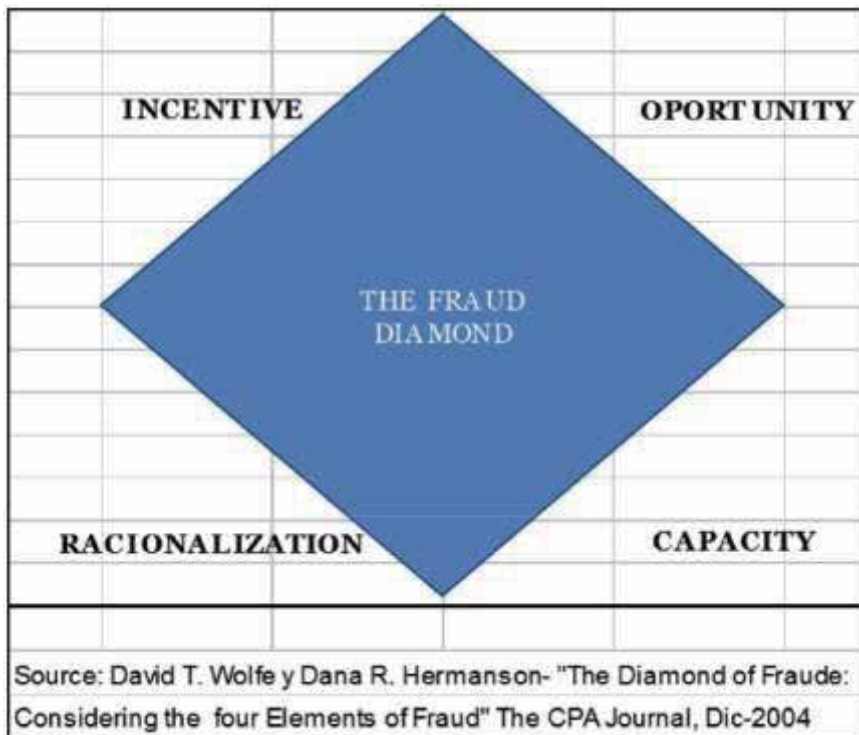 INCENTIVE
OPORTUNITY
THE FRAUD
DIAMOND
RACIONALIZATION
CAPACITY
Source: David T. Wolfe y Dana R. Hermanson- "The Diamond of Fraude:
Considering the four Elements of Fraud" The CPA Journal, Dic-2004